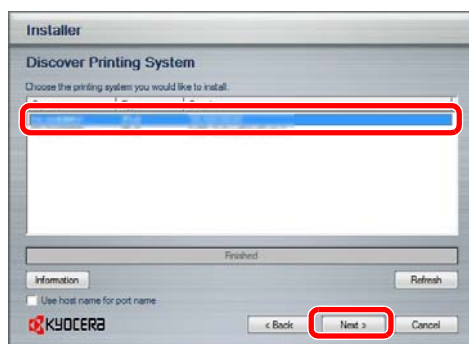 Installer
Discover Printing System
Choose the printing system you would like to install.
Finished
Information
Refresh
Use host name for port name
KYOCERA
< Back
Next >
Cancel